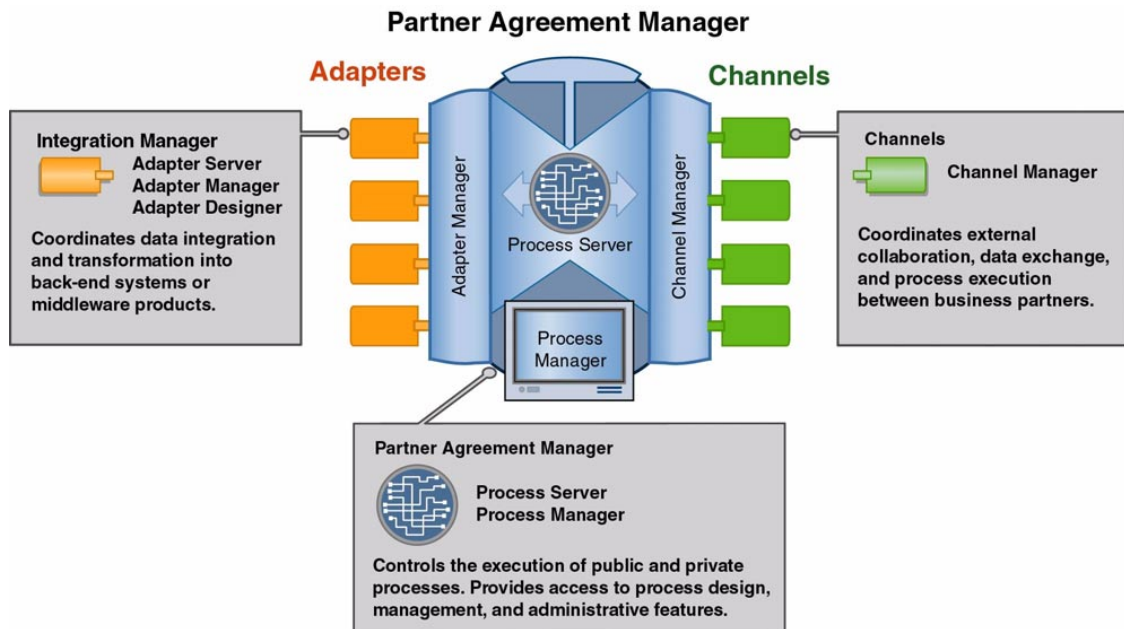 Partner Agreement Manager
Adapters
Channels
Integration Manager
Adapter Server
Adapter Manager
Adapter Designer
Coordinates data integration
and transformation into
back-end systems or
middleware products.
Adapter Manager
Process Server
Channel Manager
Process
Manager
Channels
Channel Manager
Coordinates external
collaboration, data exchange,
and process execution
between business partners.
Partner Agreement Manager
Process Server
Process Manager
Controls the execution of public and private
processes. Provides access to process design,
management, and administrative features.